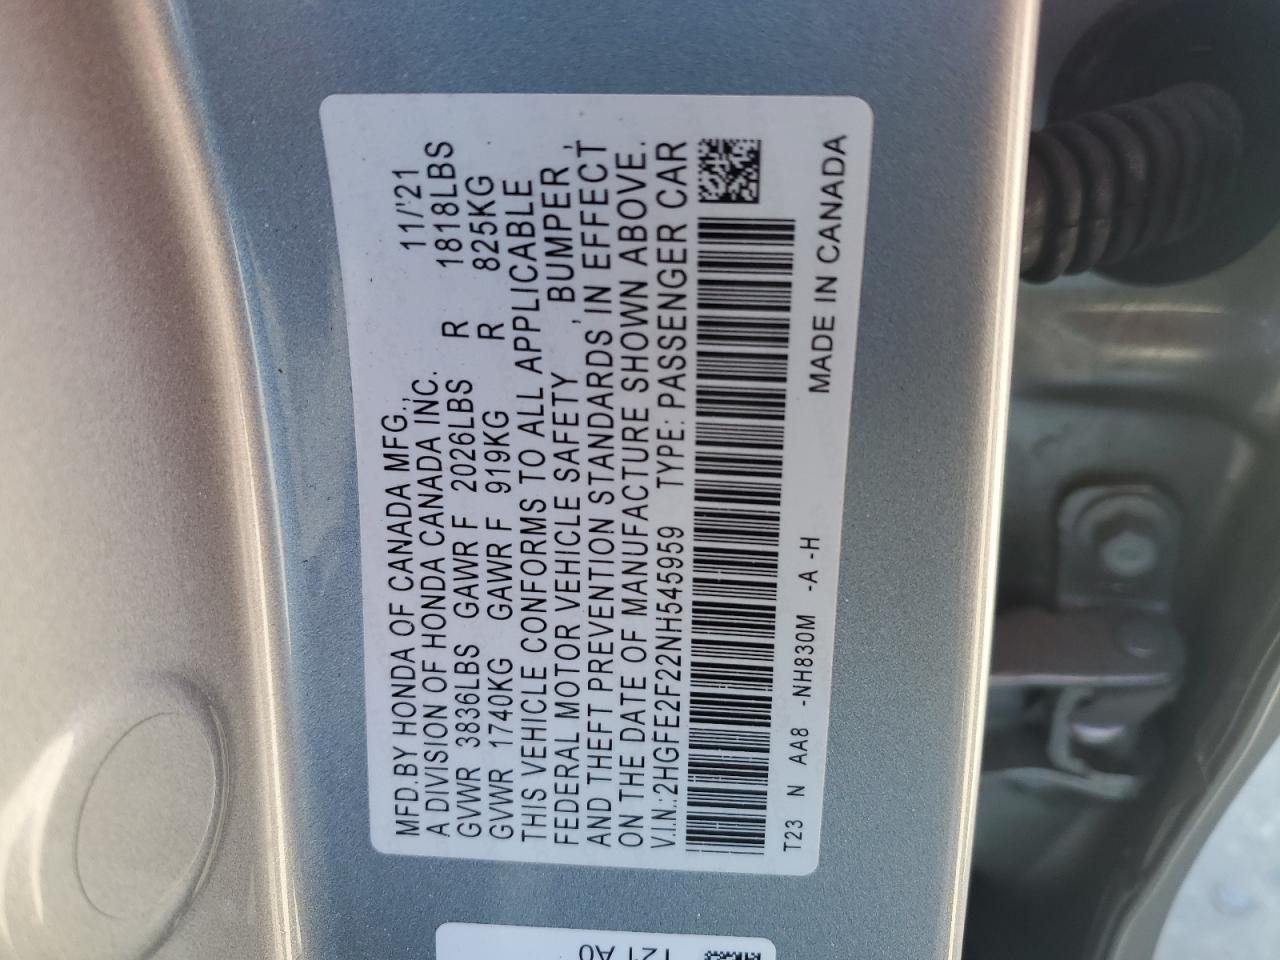 MFD.BY HONDA OF CANADA MFG., 11/'21
A DIVISION OF HONDA CANADA INC.
GVWR 3836LBS GAWR F 2026LBS R 1818LBS
GVWR 1740KG GAWR F 919KG R 825KG
THIS VEHICLE CONFORMS TO ALL APPLICABLE
FEDERAL MOTOR VEHICLE SAFETY , BUMPER ,
AND THEFT PREVENTION STANDARDS IN EFFECT
ON THE DATE OF MANUFACTURE SHOWN ABOVE.
V.I.N.:2HGFE2F22NH545959 TYPE: PASSENGER CAR
T23 N AA8 -NH830M -A -H
MADE IN CANADA